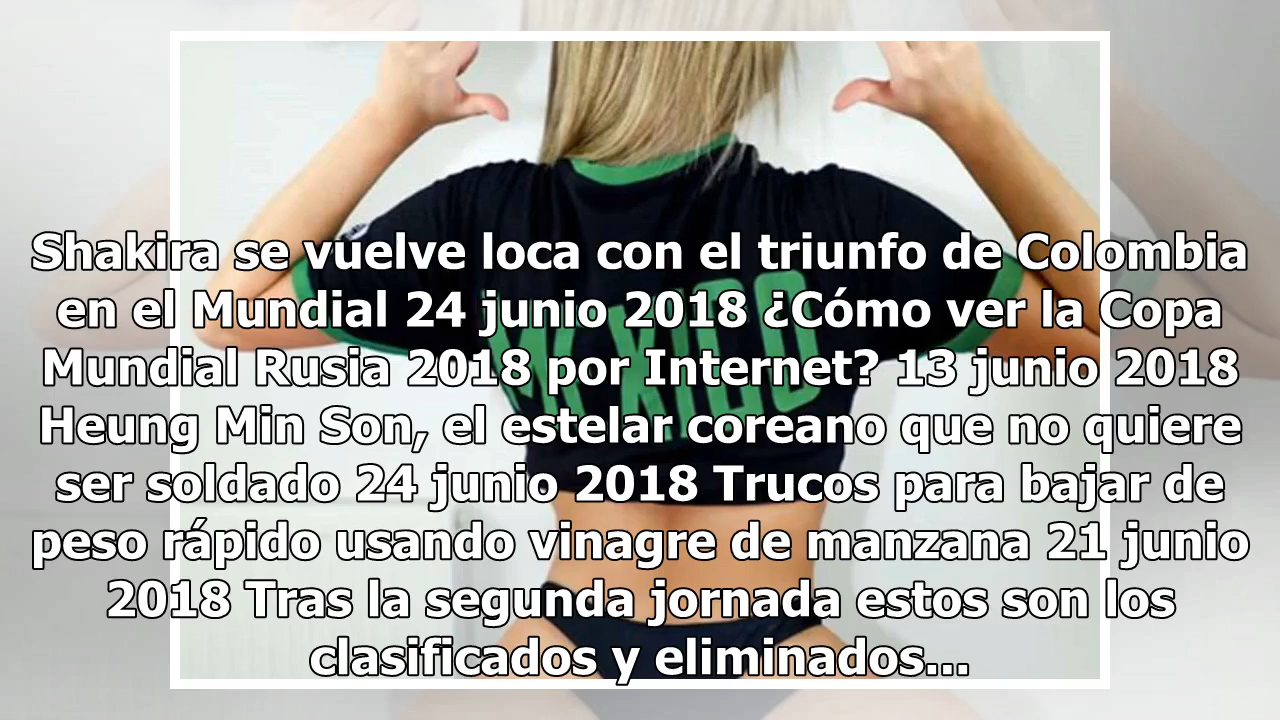 Shakira se vuelve loca con el triunfo de Colombia
en el Mundial 24 junio 2018 ¿Cómo ver la Copa
Mundial Rusia 2018 por Internet? 13 junio 2018
Heung Min Son, el estelar coreano que no quiere
ser soldado 24 junio 2018 Trucos para bajar de
peso rápido usando vinagre de manzana 21 junio
2018 Tras la segunda jornada estos son los
clasificados y eliminados...
MEXICO